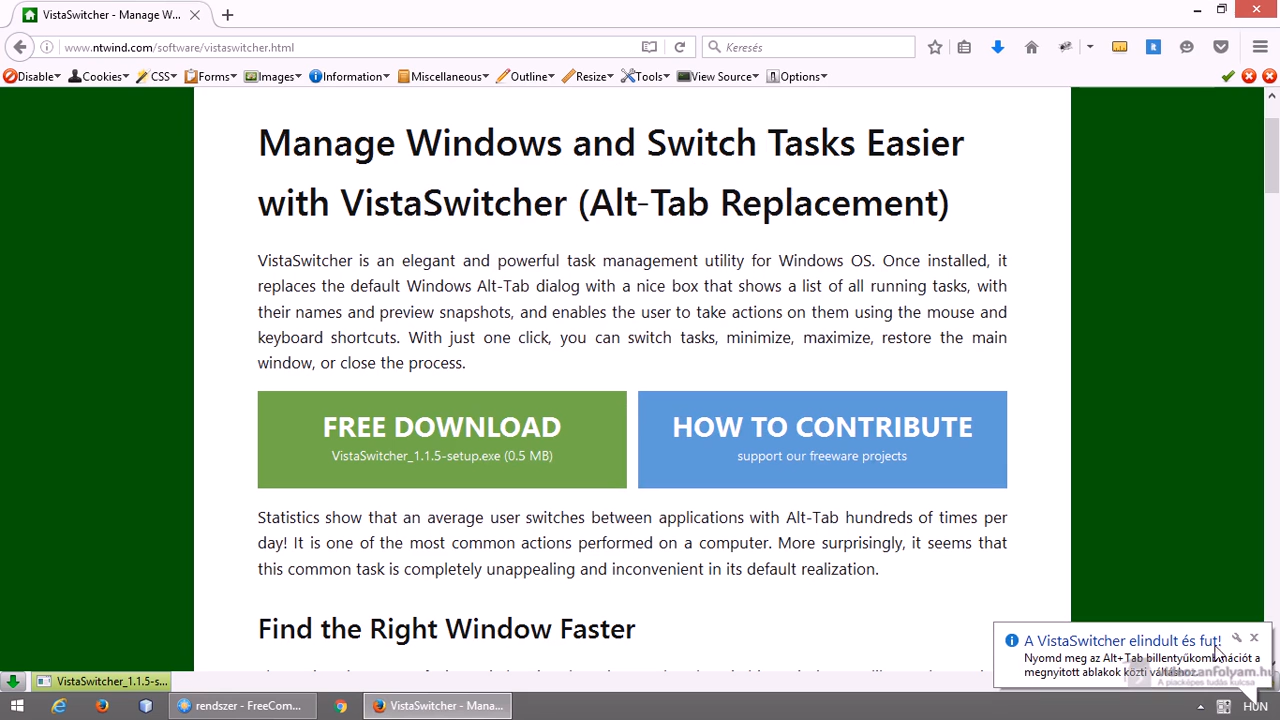 VistaSwitcher - Manage W...
www.ntwind.com/software/vistaswitcher.html
Keresés
Disable Cookies CSS Forms Images Information Miscellaneous Outline Resize Tools View Source Options
Manage Windows and Switch Tasks Easier
with VistaSwitcher (Alt-Tab Replacement)
VistaSwitcher is an elegant and powerful task management utility for Windows OS. Once installed, it
replaces the default Windows Alt-Tab dialog with a nice box that shows a list of all running tasks, with
their names and preview snapshots, and enables the user to take actions on them using the mouse and
keyboard shortcuts. With just one click, you can switch tasks, minimize, maximize, restore the main
window, or close the process.
FREE DOWNLOAD
VistaSwitcher_1.1.5-setup.exe (0.5 MB)
HOW TO CONTRIBUTE
support our freeware projects
Statistics show that an average user switches between applications with Alt-Tab hundreds of times per
day! It is one of the most common actions performed on a computer. More surprisingly, it seems that
this common task is completely unappealing and inconvenient in its default realization.
Find the Right Window Faster
A VistaSwitcher elindult és fut!
Nyomd meg az Alt+Tab billentyűkombinációt a
megnyitott ablakok közti váltáshoz.
A piacképes tudás kulcsa
VistaSwitcher_1.1.5-s...
rendszer - FreeCom...
VistaSwitcher - Mana...
HUN